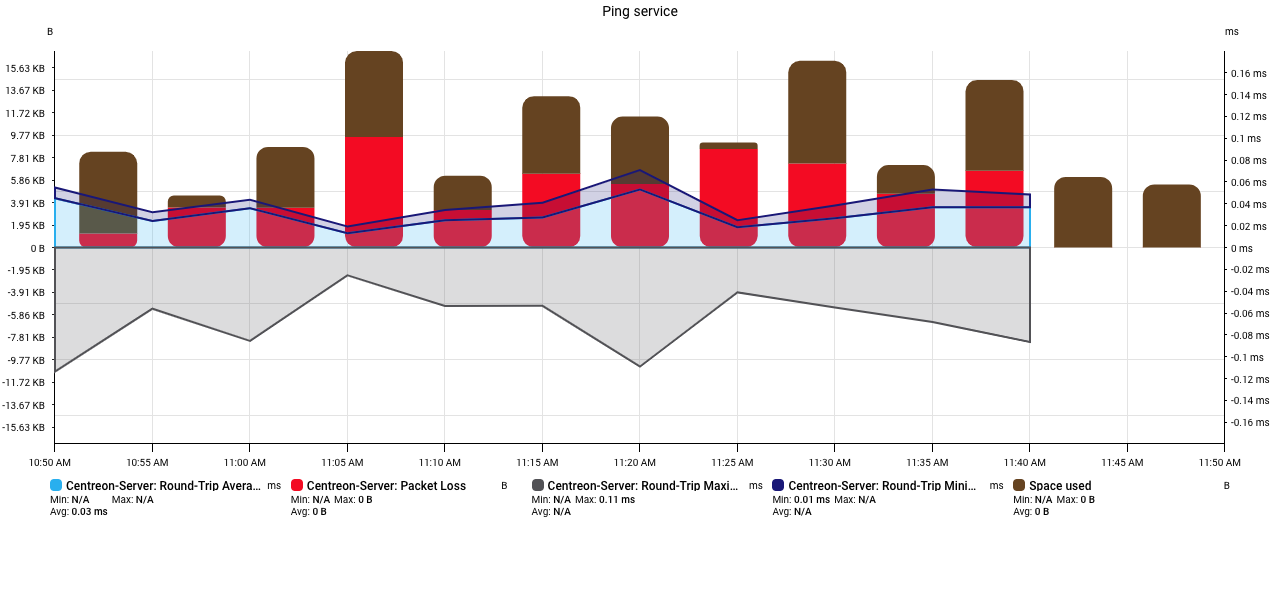 Ping service
B
ms
15.63 KB
13.67 KB
11.72 KB
9.77 KB
7.81 KB
5.86 KB
3.91 KB
1.95 KB
0 B
-1.95 KB
-3.91 KB
-5.86 KB
-7.81 KB
-9.77 KB
-11.72 KB
-13.67 KB
-15.63 KB
0.16 ms
0.14 ms
0.12 ms
0.1 ms
0.08 ms
0.06 ms
0.04 ms
0.02 ms
0 ms
-0.02 ms
-0.04 ms
-0.06 ms
-0.08 ms
-0.1 ms
-0.12 ms
-0.14 ms
-0.16 ms
10:50 AM 10:55 AM 11:00 AM 11:05 AM 11:10 AM 11:15 AM 11:20 AM 11:25 AM 11:30 AM 11:35 AM 11:40 AM 11:45 AM 11:50 AM
Centreon-Server: Round-Trip Avera... ms
Min: N/A Max: N/A
Avg: 0.03 ms
Centreon-Server: Packet Loss B
Min: N/A Max: 0 B
Avg: 0 B
Centreon-Server: Round-Trip Maxi... ms
Min: N/A Max: 0.11 ms
Avg: N/A
Centreon-Server: Round-Trip Mini... ms
Min: 0.01 ms Max: N/A
Avg: N/A
Space used B
Min: N/A Max: 0 B
Avg: 0 B